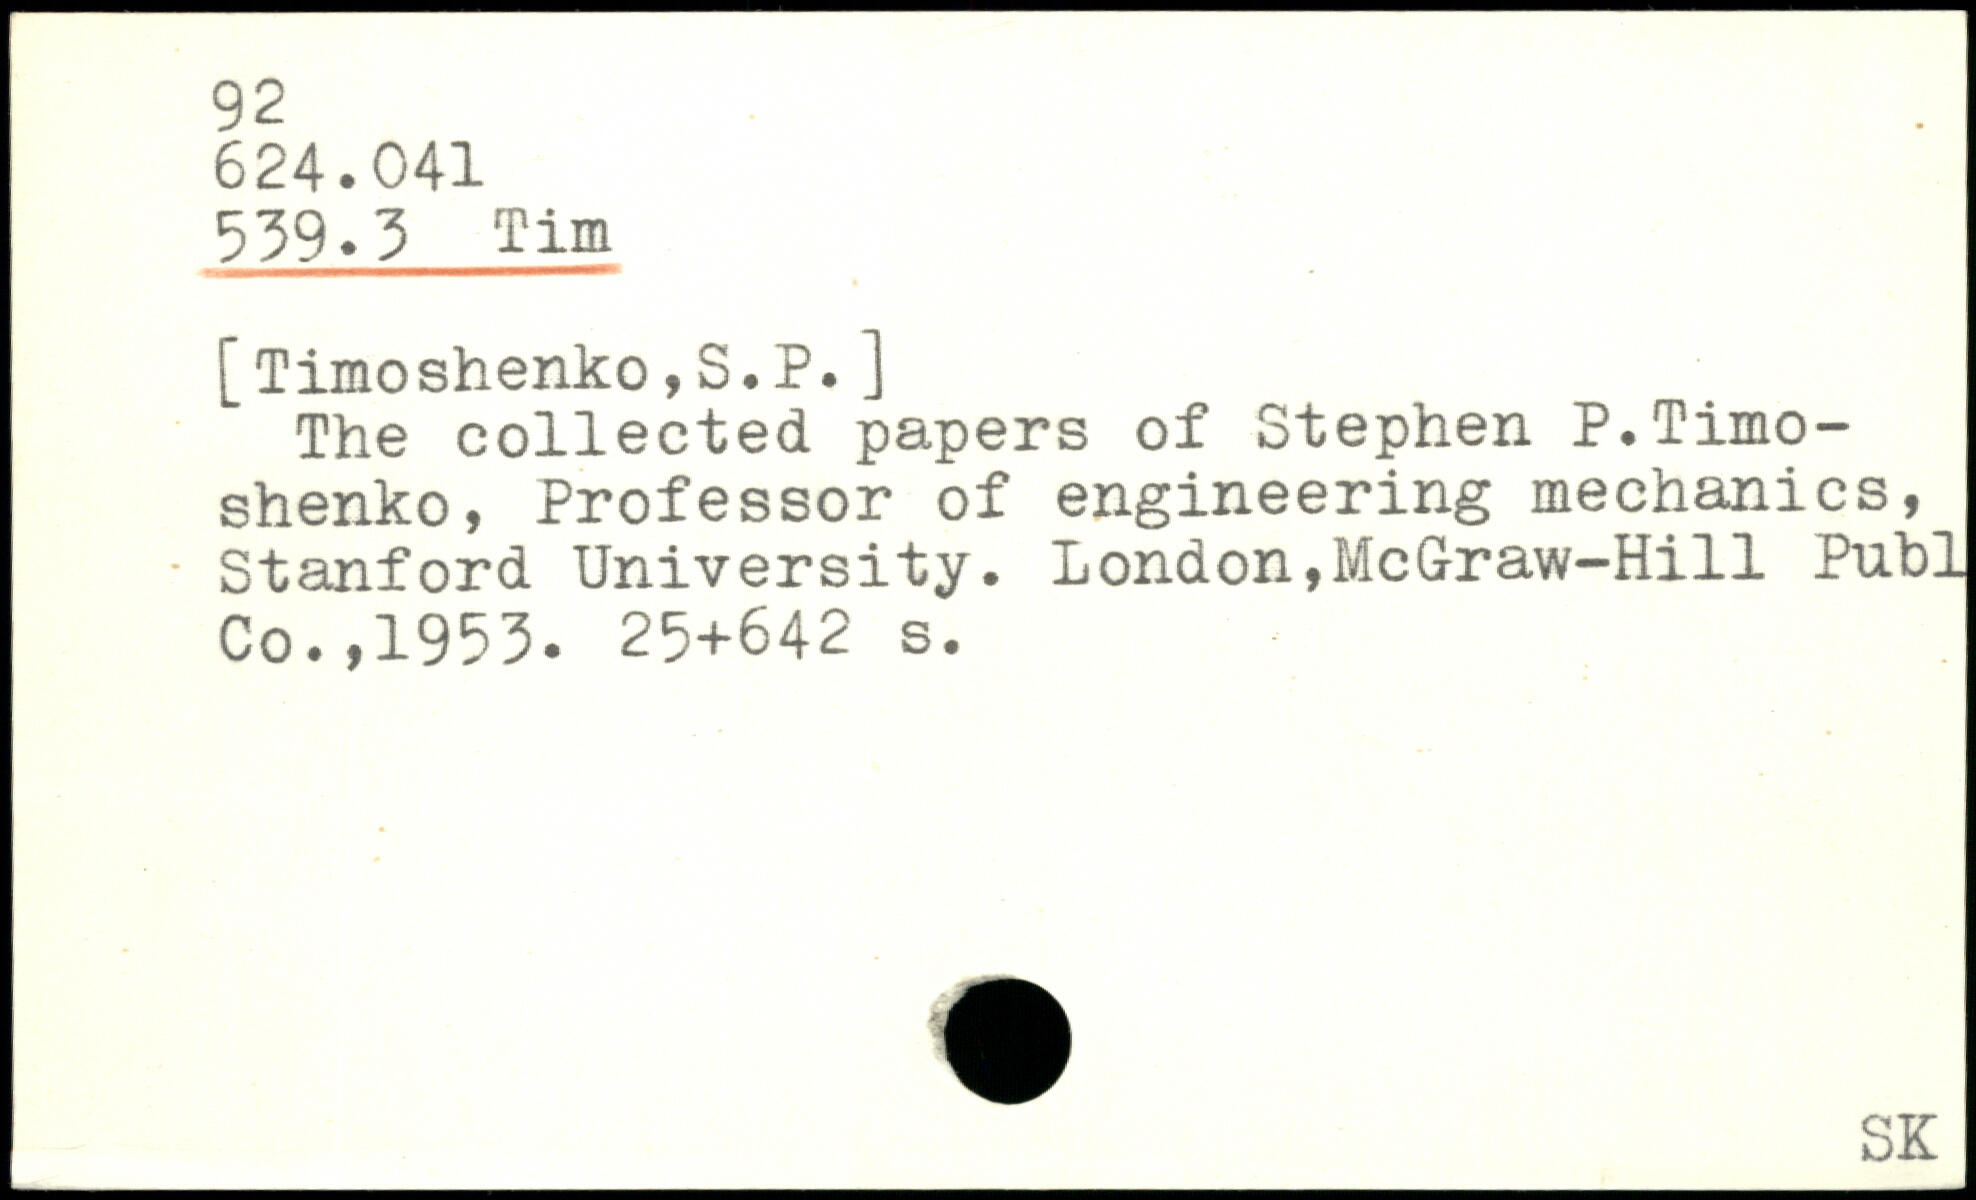 92
624.041
539.3 Tim
[Timoshenko,S.P.]
The collected papers of Stephen P.Timo-
shenko, Professor of engineering mechanics,
Stanford University. London,McGraw-Hill Publ
Co.,1953. 25+642 s.
SK